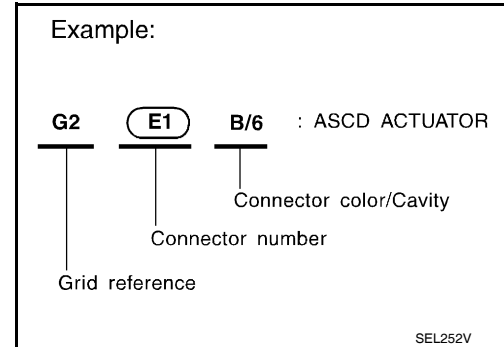 Example:
G2 E1 B/6 : ASCD ACTUATOR
Connector color/Cavity
Connector number
Grid reference
SEL252V